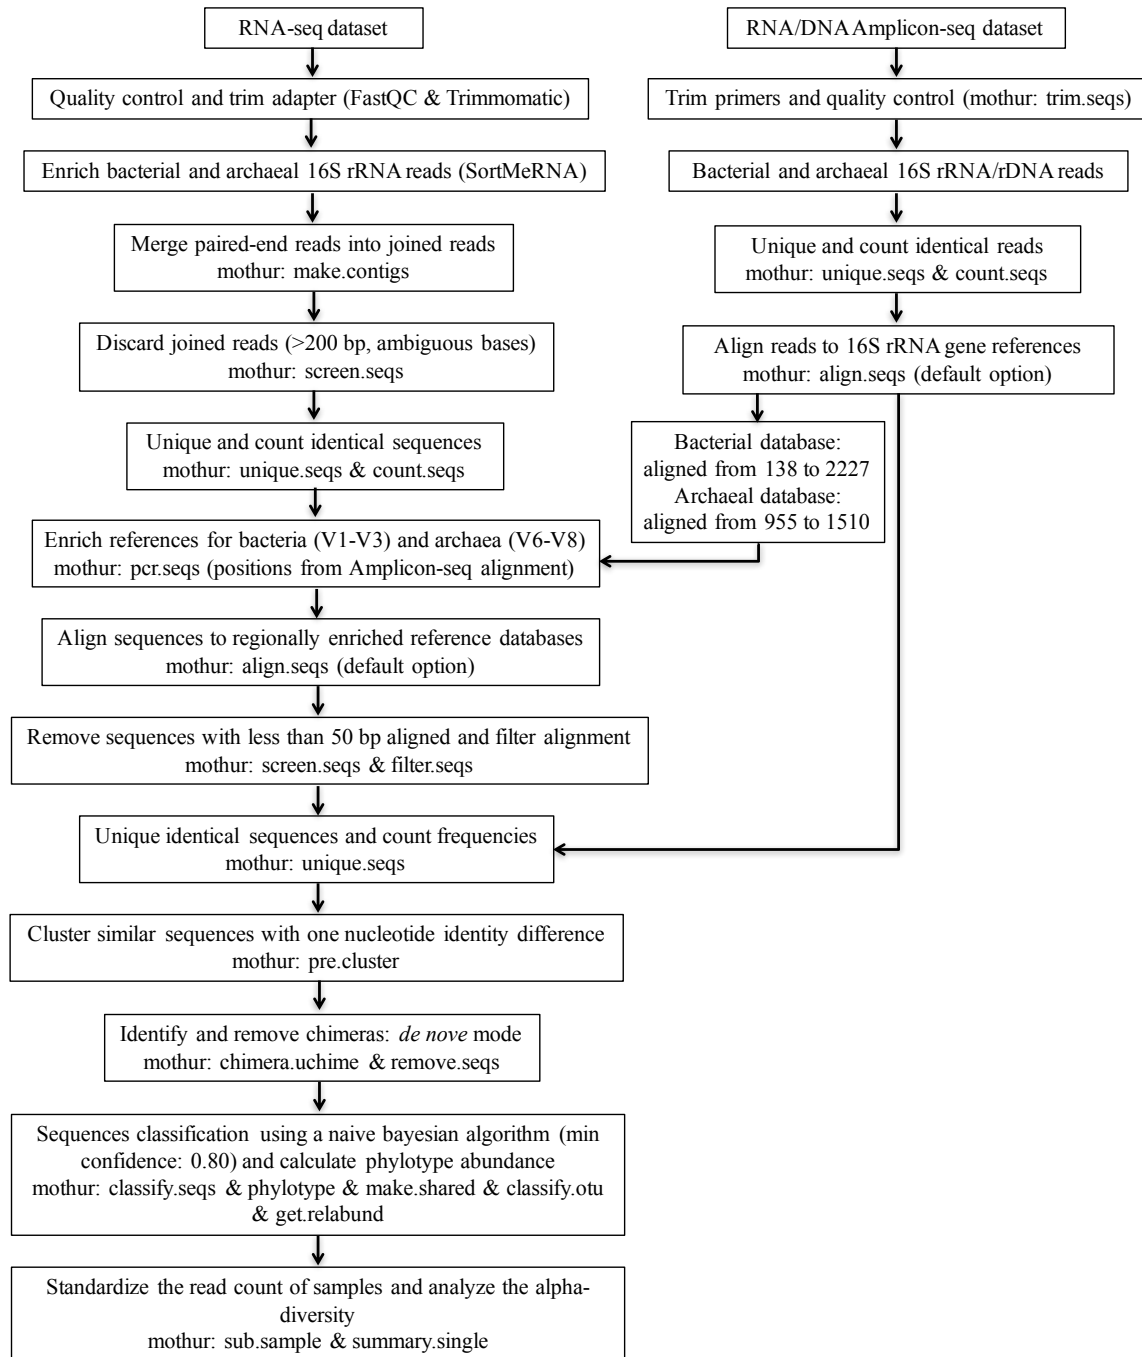 RNA-seq dataset
Quality control and trim adapter (FastQC & Trimmomatic)
Enrich bacterial and archaeal 16S rRNA reads (SortMeRNA)
Merge paired-end reads into joined reads
mothur: make.contigs
Discard joined reads (>200 bp, ambiguous bases)
mothur: screen.seqs
Unique and count identical sequences
mothur: unique.seqs & count.seqs
Enrich references for bacteria (V1-V3) and archaea (V6-V8)
mothur: pcr.seqs (positions from Amplicon-seq alignment)
Align sequences to regionally enriched reference databases
mothur: align.seqs (default option)
Remove sequences with less than 50 bp aligned and filter alignment
mothur: screen.seqs & filter.seqs
Unique identical sequences and count frequencies
mothur: unique.seqs
Cluster similar sequences with one nucleotide identity difference
mothur: pre.cluster
Identify and remove chimeras: de nove mode
mothur: chimera.uchime & remove.seqs
Sequences classification using a naive bayesian algorithm (min
confidence: 0.80) and calculate phylotype abundance
mothur: classify.seqs & phylotype & make.shared & classify.otu
& get.relabund
Standardize the read count of samples and analyze the alpha-
diversity
mothur: sub.sample & summary.single
RNA/DNA Amplicon-seq dataset
Trim primers and quality control (mothur: trim.seqs)
Bacterial and archaeal 16S rRNA/rDNA reads
Unique and count identical reads
mothur: unique.seqs & count.seqs
Align reads to 16S rRNA gene references
mothur: align.seqs (default option)
Bacterial database:
aligned from 138 to 2227
Archaeal database:
aligned from 955 to 1510